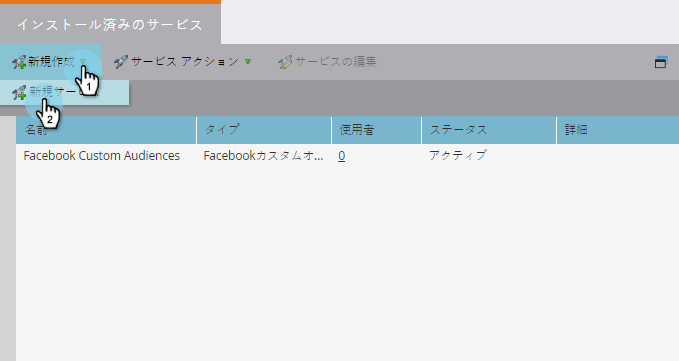 インストール済みのサービス
新規作成 サービス アクション サービスの編集
1
新規サー
2
名前 タイプ 使用者 ステータス 詳細
Facebook Custom Audiences Facebookカスタムオ... 0 アクティブ